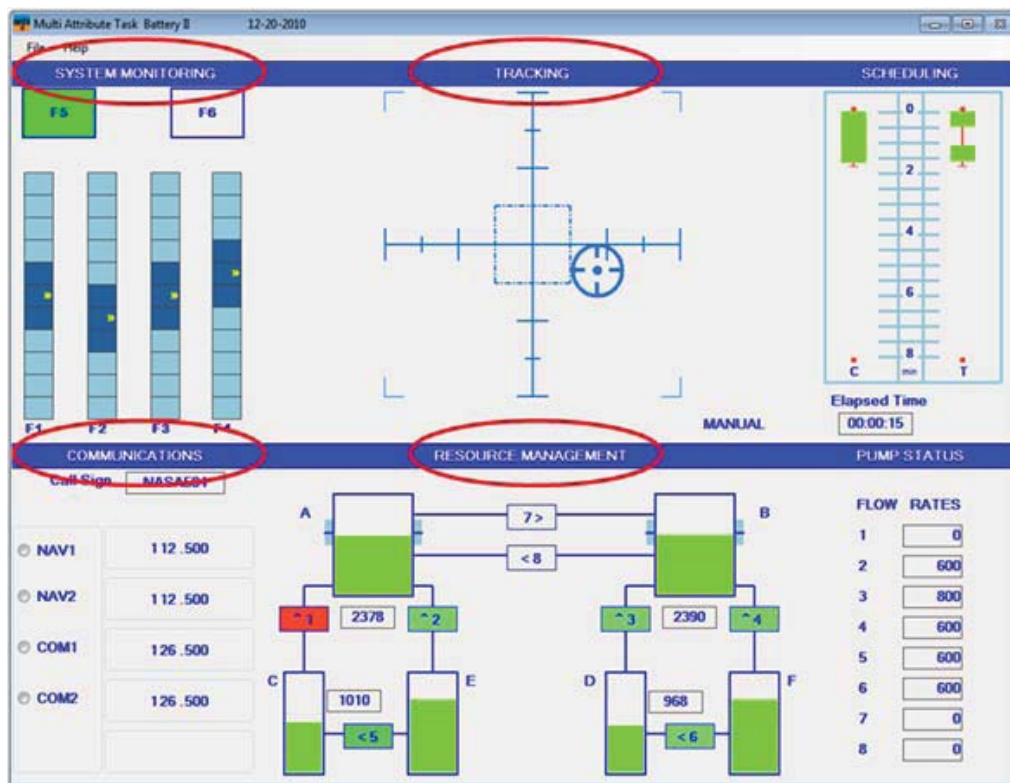 Multi Attribute Task Battery II 12-20-2010
File Help
SYSTEM MONITORING
TRACKING
SCHEDULING
F5
F6
F1
F2
F3
F4
MANUAL
0
2
4
6
8
C
min
T
Elapsed Time
00:00:15
COMMUNICATIONS
RESOURCE MANAGEMENT
PUMP STATUS
Call Sign
NAV1 112.500
NAV2 112.500
COM1 126.500
COM2 126.500
A
7 >
B
< 8
^ 1
2378
^ 2
^ 3
2390
^ 4
C
1010
E
D
968
F
< 5
< 6
FLOW RATES
1 0
2 600
3 800
4 600
5 600
6 600
7 0
8 0